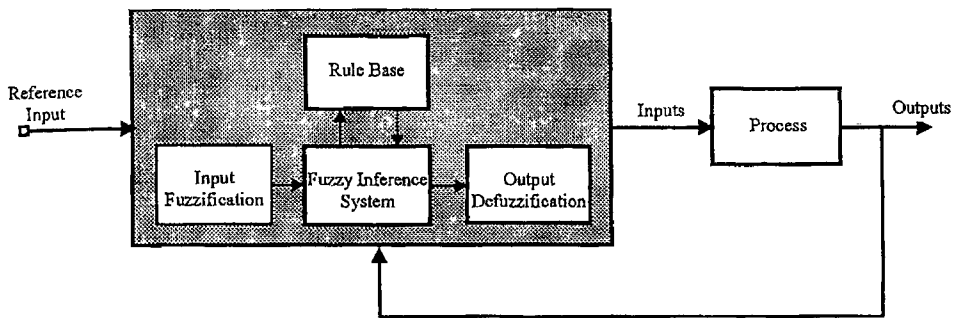 Reference
Input
Rule Base
Input
Fuzzification
Fuzzy Inference
System
Output
Defuzzification
Inputs
Process
Outputs